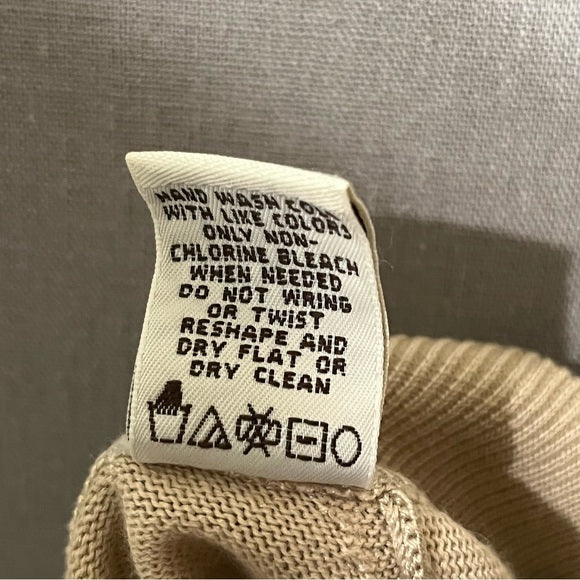 HAND WASH COLD
WITH LIKE COLORS
ONLY NON-
CHLORINE BLEACH
WHEN NEEDED
DO NOT WRING
OR TWIST
RESHAPE AND
DRY FLAT OR
DRY CLEAN